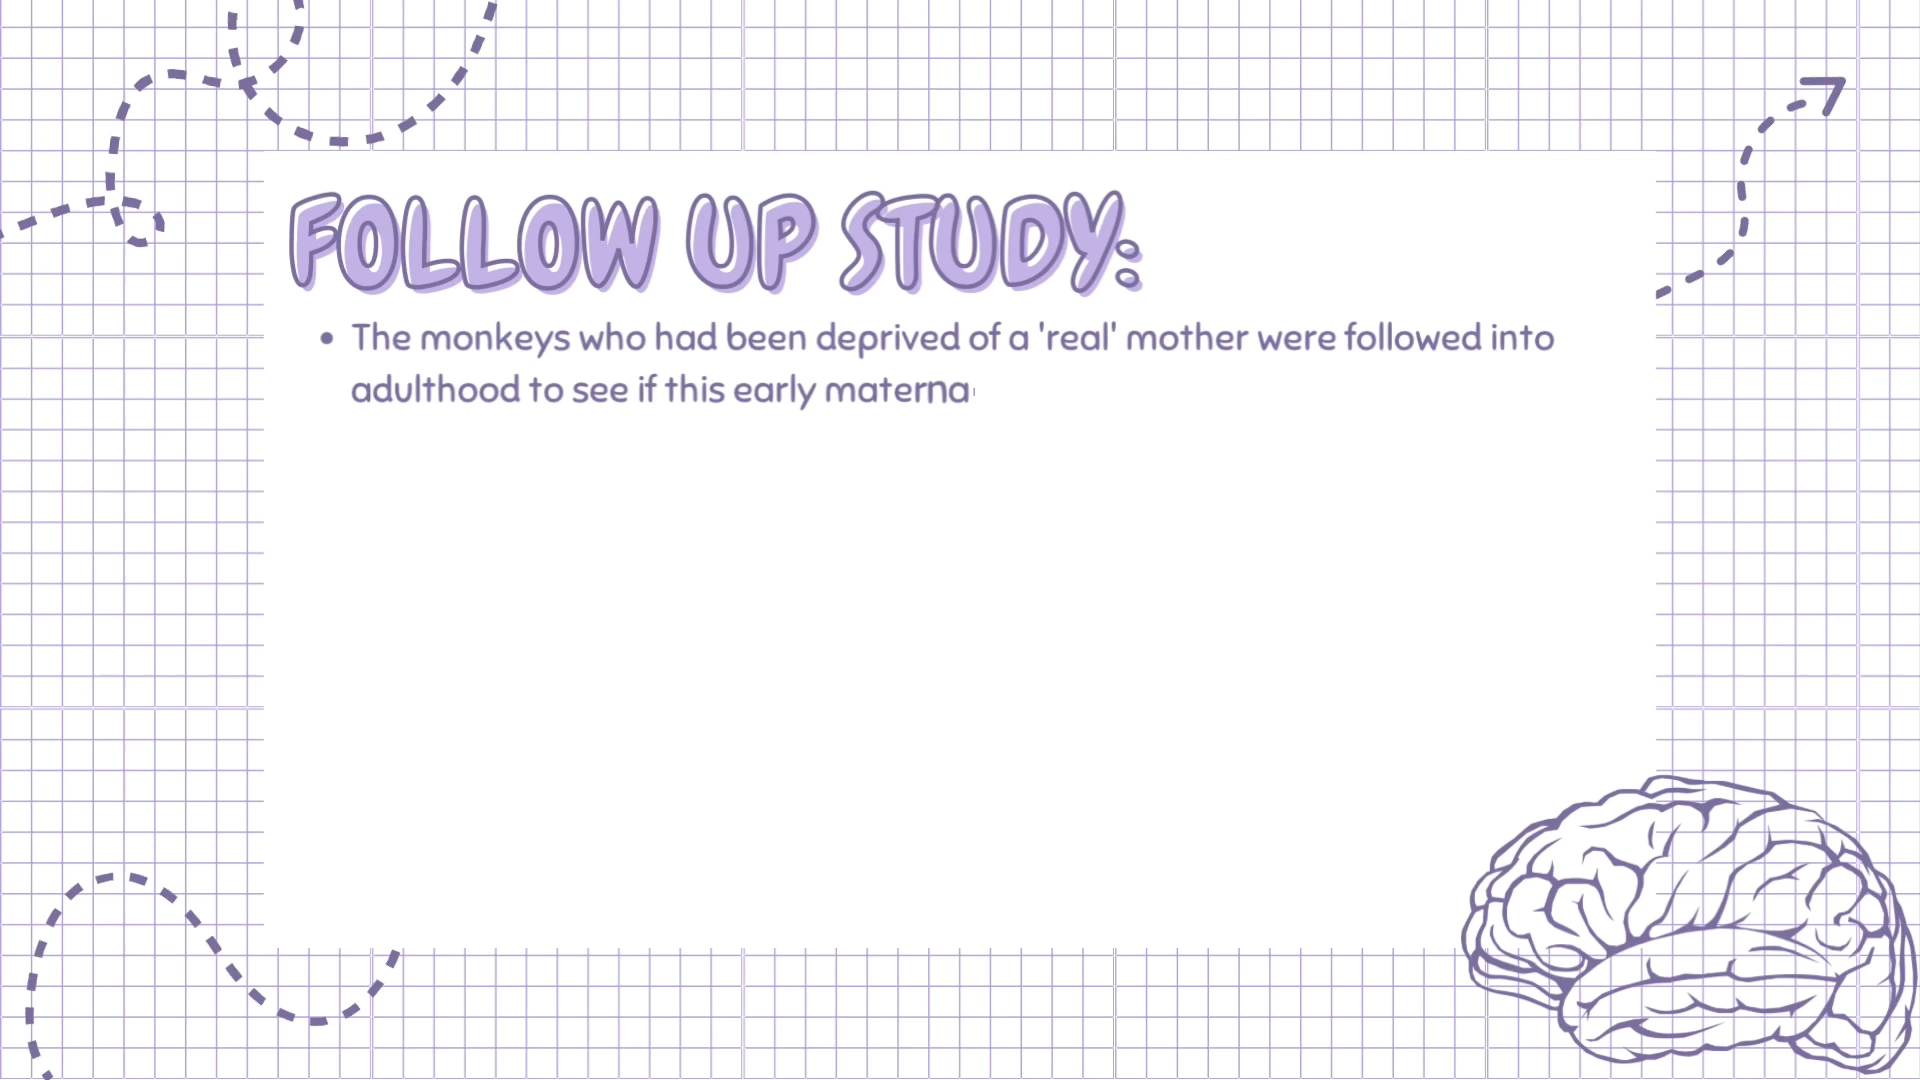 FOLLOW UP STUDY:
• The monkeys who had been deprived of a 'real' mother were followed into
adulthood to see if this early materna